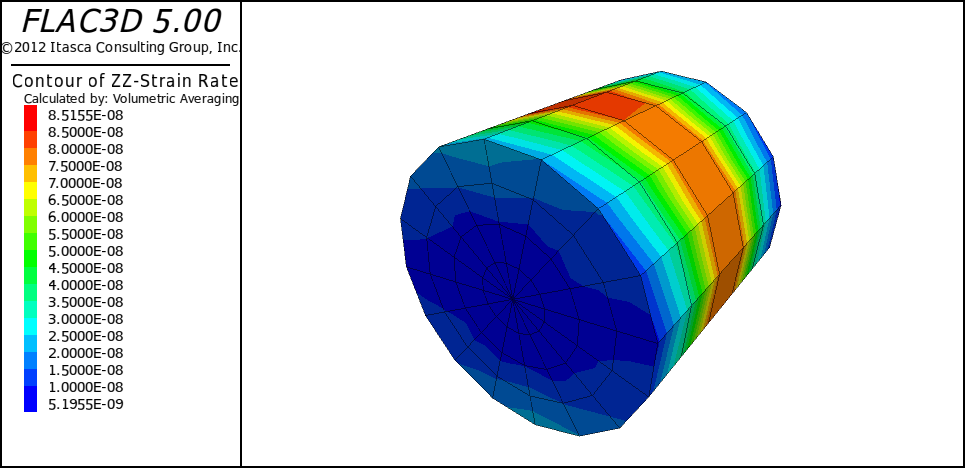 FLAC3D 5.00
©2012 Itasca Consulting Group, Inc.
Contour of ZZ-Strain Rate
Calculated by: Volumetric Averaging
8.5155E-08
8.5000E-08
8.0000E-08
7.5000E-08
7.0000E-08
6.5000E-08
6.0000E-08
5.5000E-08
5.0000E-08
4.5000E-08
4.0000E-08
3.5000E-08
3.0000E-08
2.5000E-08
2.0000E-08
1.5000E-08
1.0000E-08
5.1955E-09